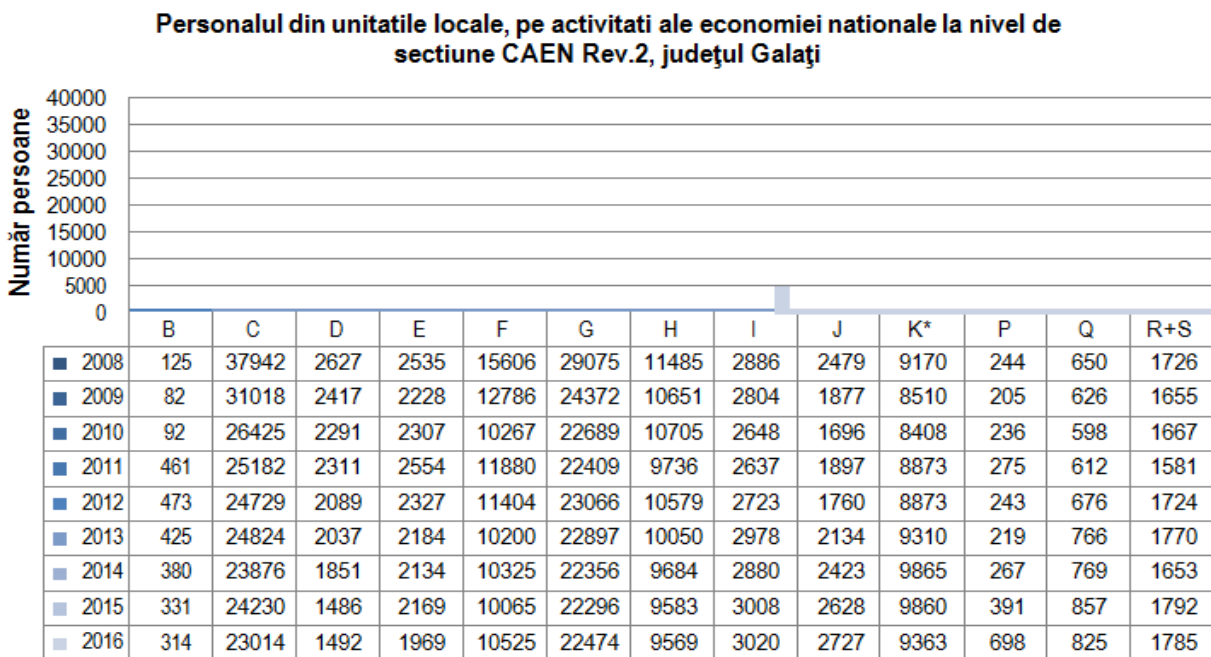 Personalul din unitatile locale, pe activitati ale economiei nationale la nivel de
sectiune CAEN Rev.2, judeţul Galaţi
Număr persoane
40000
35000
30000
25000
20000
15000
10000
5000
0
B C D E F G H I J K* P Q R+S
2008 125 37942 2627 2535 15606 29075 11485 2886 2479 9170 244 650 1726
2009 82 31018 2417 2228 12786 24372 10651 2804 1877 8510 205 626 1655
2010 92 26425 2291 2307 10267 22689 10705 2648 1696 8408 236 598 1667
2011 461 25182 2311 2554 11880 22409 9736 2637 1897 8873 275 612 1581
2012 473 24729 2089 2327 11404 23066 10579 2723 1760 8873 243 676 1724
2013 425 24824 2037 2184 10200 22897 10050 2978 2134 9310 219 766 1770
2014 380 23876 1851 2134 10325 22356 9684 2880 2423 9865 267 769 1653
2015 331 24230 1486 2169 10065 22296 9583 3008 2628 9860 391 857 1792
2016 314 23014 1492 1969 10525 22474 9569 3020 2727 9363 698 825 1785